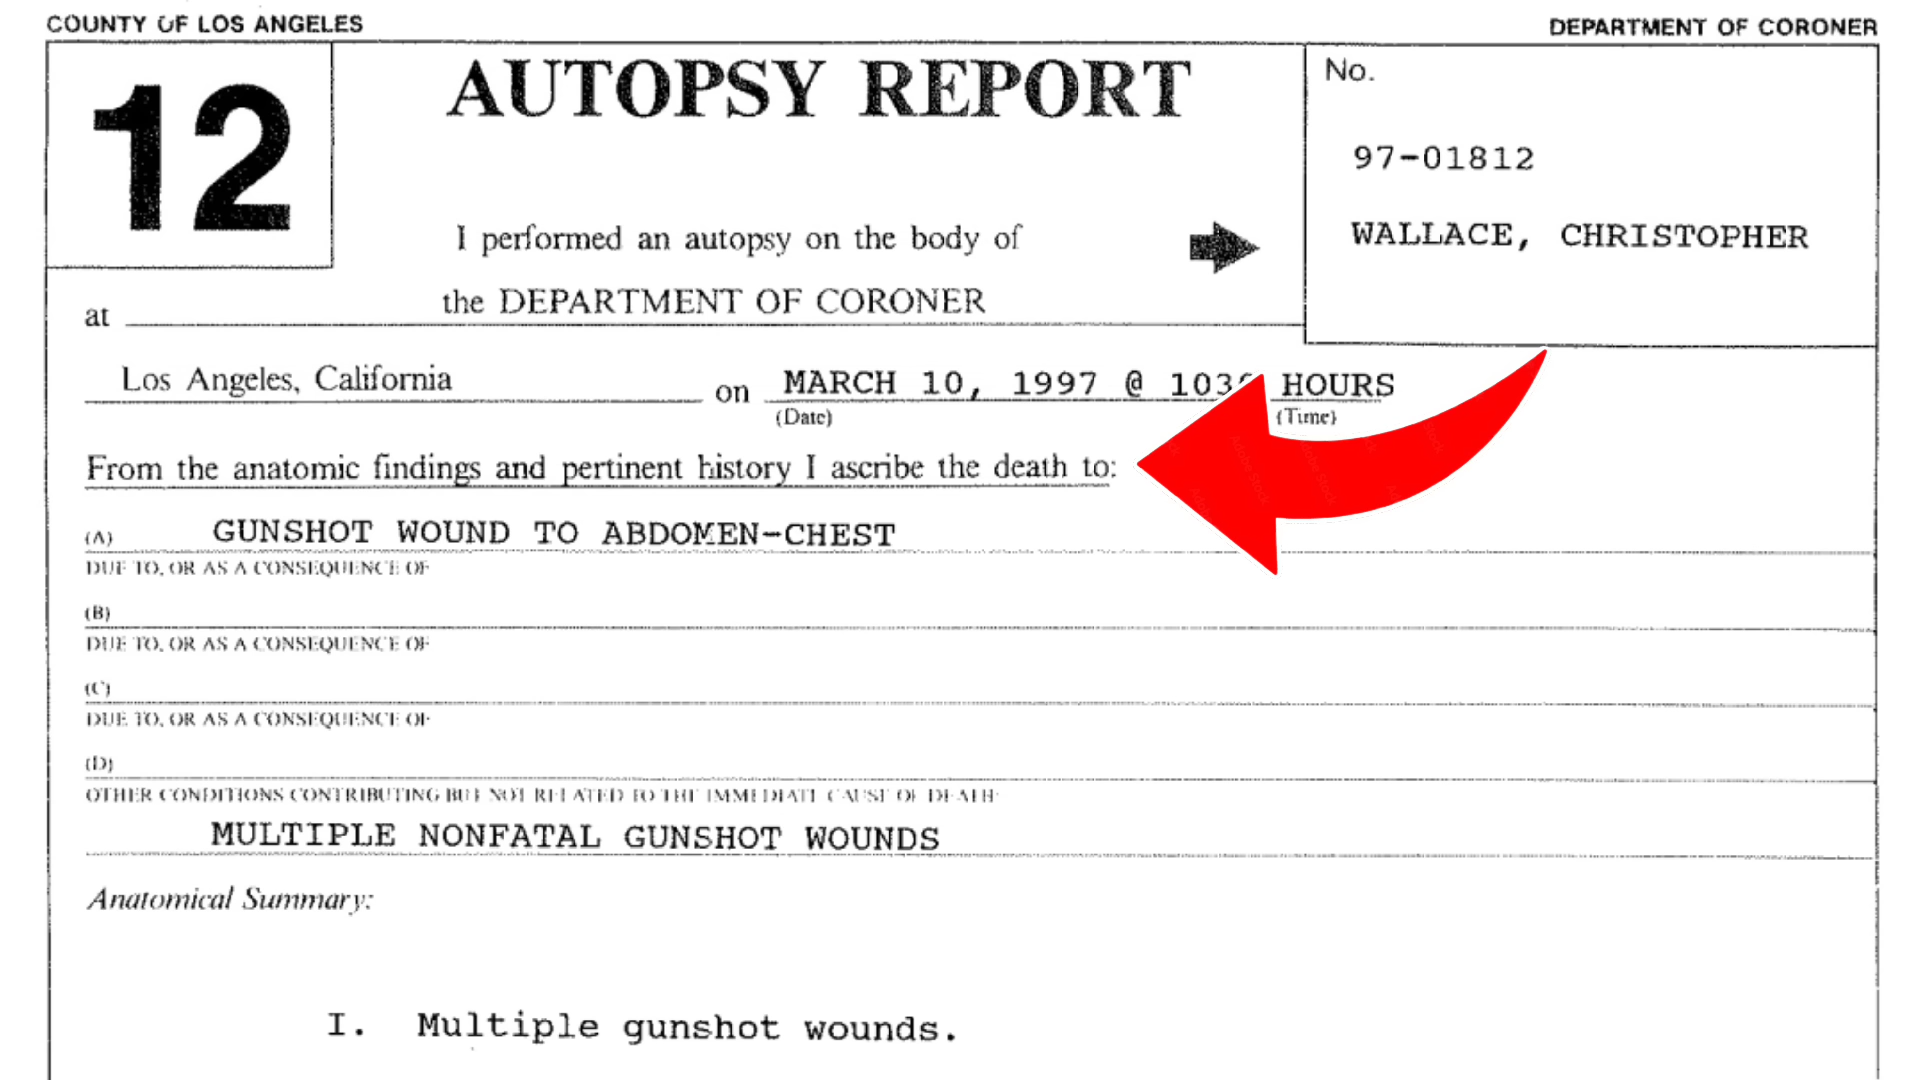 COUNTY OF LOS ANGELES
DEPARTMENT OF CORONER
12
AUTOPSY REPORT
No.
97-01812
WALLACE, CHRISTOPHER
I performed an autopsy on the body of
at the DEPARTMENT OF CORONER
Los Angeles, California on MARCH 10, 1997 @ HOURS
(Date) (Time)
From the anatomic findings and pertinent history I ascribe the death to:
(A) GUNSHOT WOUND TO ABDOMEN-CHEST
DUE TO, OR AS A CONSEQUENCE OF
(B)
DUE TO, OR AS A CONSEQUENCE OF
(C)
DUE TO, OR AS A CONSEQUENCE OF
(D)
OTHER CONDITIONS CONTRIBUTING BUT NOT RELATED TO THE IMMEDIATE CAUSE OF DEATH:
MULTIPLE NONFATAL GUNSHOT WOUNDS
Anatomical Summary:
I. Multiple gunshot wounds.